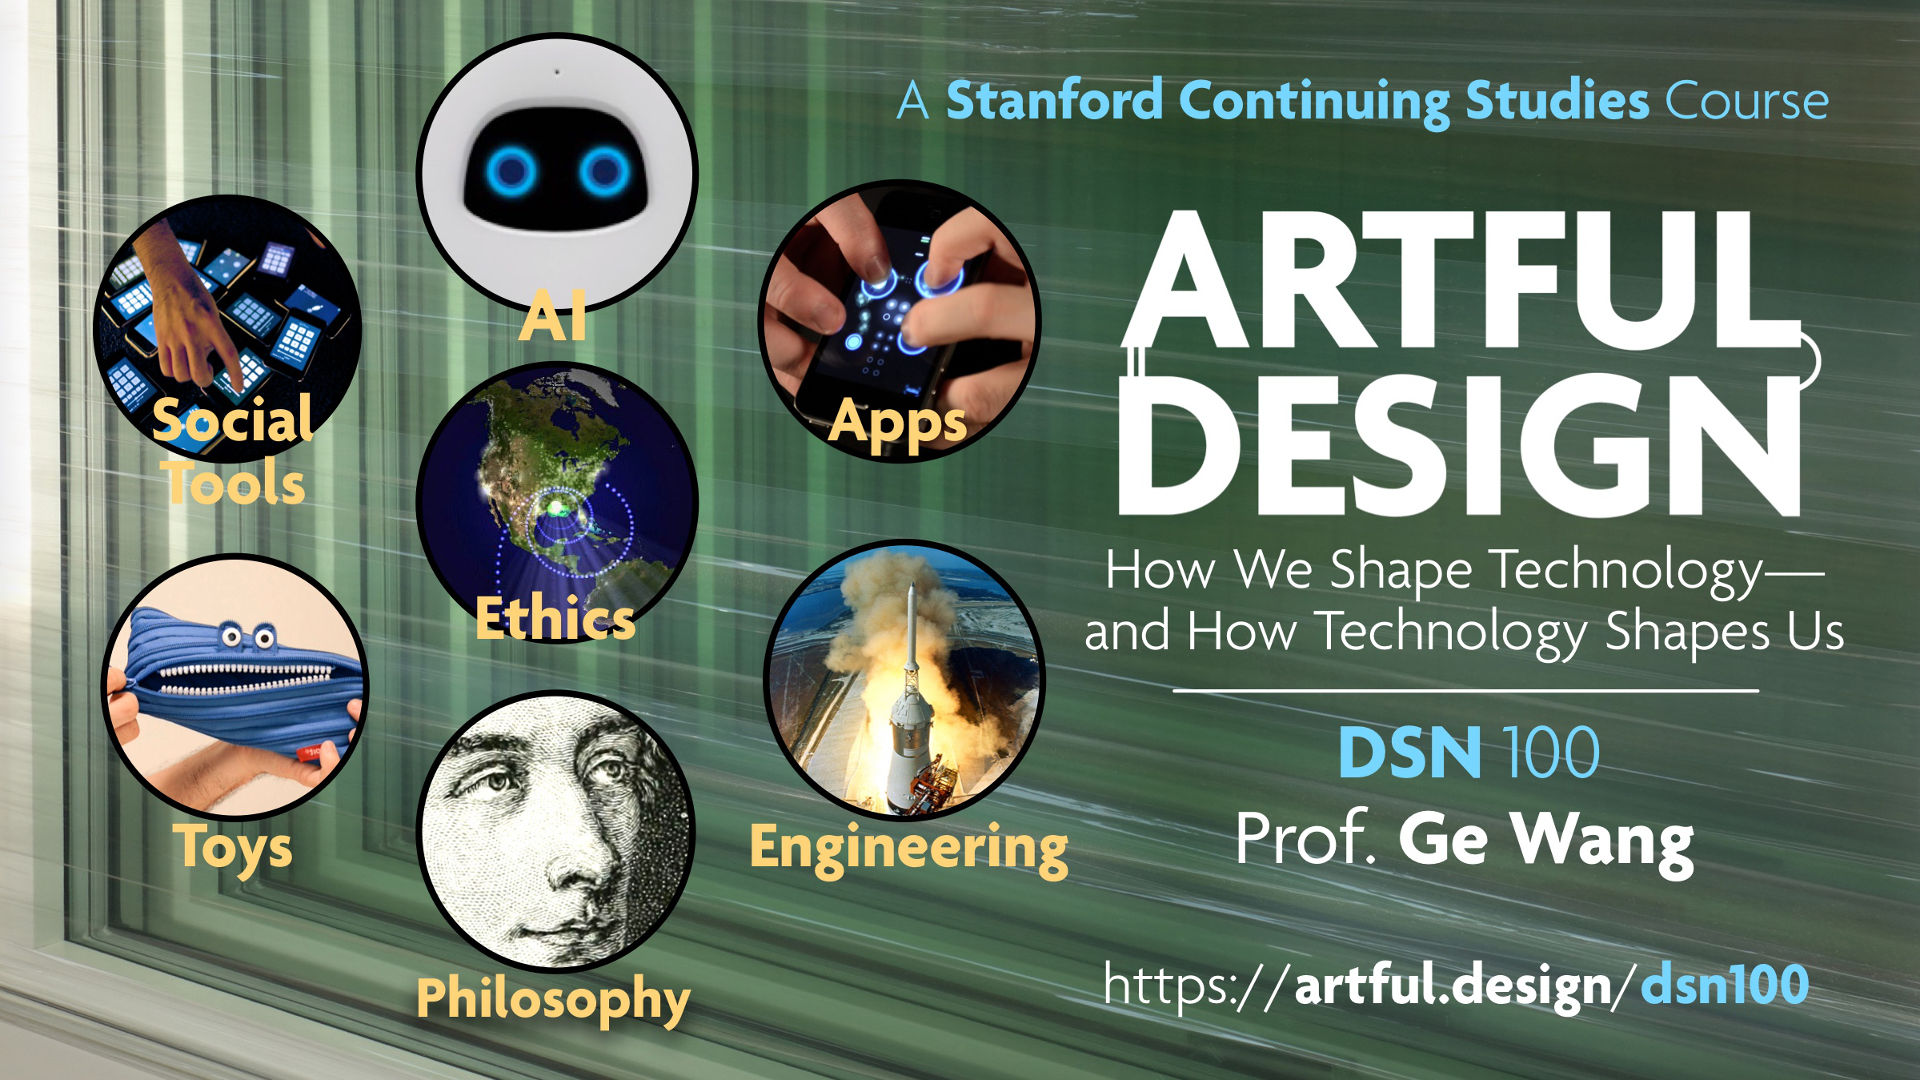 A Stanford Continuing Studies Course
ARTFUL
DESIGN
How We Shape Technology—
and How Technology Shapes Us
DSN 100
Prof. Ge Wang
https://artful.design/dsn100
AI
Social
Tools
Apps
Ethics
Toys
Engineering
Philosophy